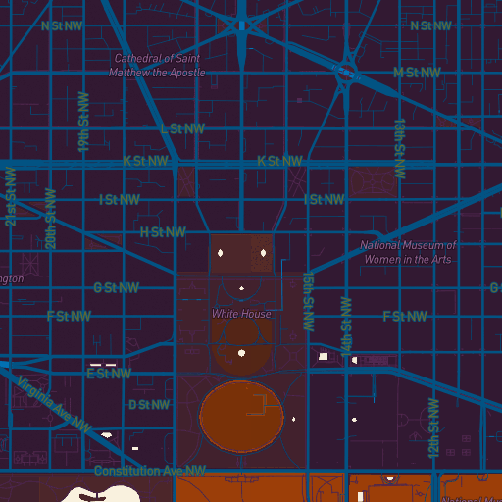 N St NW
N St NW
Cathedral of Saint
Matthew the Apostle
M St NW
19th St NW
L St NW
13th St NW
K St NW
K St NW
21st St NW
20th St NW
I St NW
I St NW
H St NW
National Museum of
Women in the Arts
ngton
G St NW
G
15th St NW
14th St NW
F St NW
White House
F St NW
E St NW
Virginia Ave NW
D St NW
12th St NW
Constitution Ave NW
National Mus